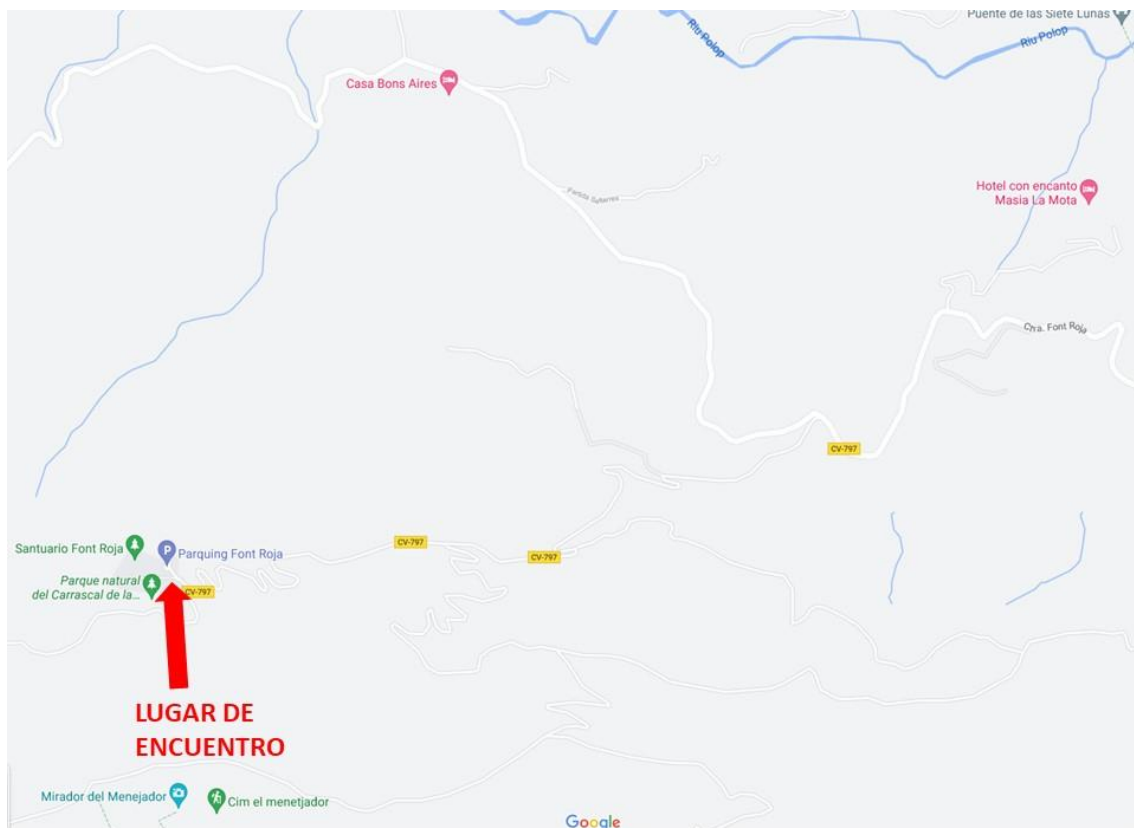 Puente de las Siete Lunas
Riu Polop
Riu Polop
Casa Bons Aires
Hotel con encanto
Masia La Mota
Ctra. Font Roja
CV-797
Santuario Font Roja
Parquing Font Roja
CV-797
CV-797
Parque natural
del Carrascal de la...
CV-797
LUGAR DE
ENCUENTRO
Mirador del Menejador
Cim el menetjador
Google